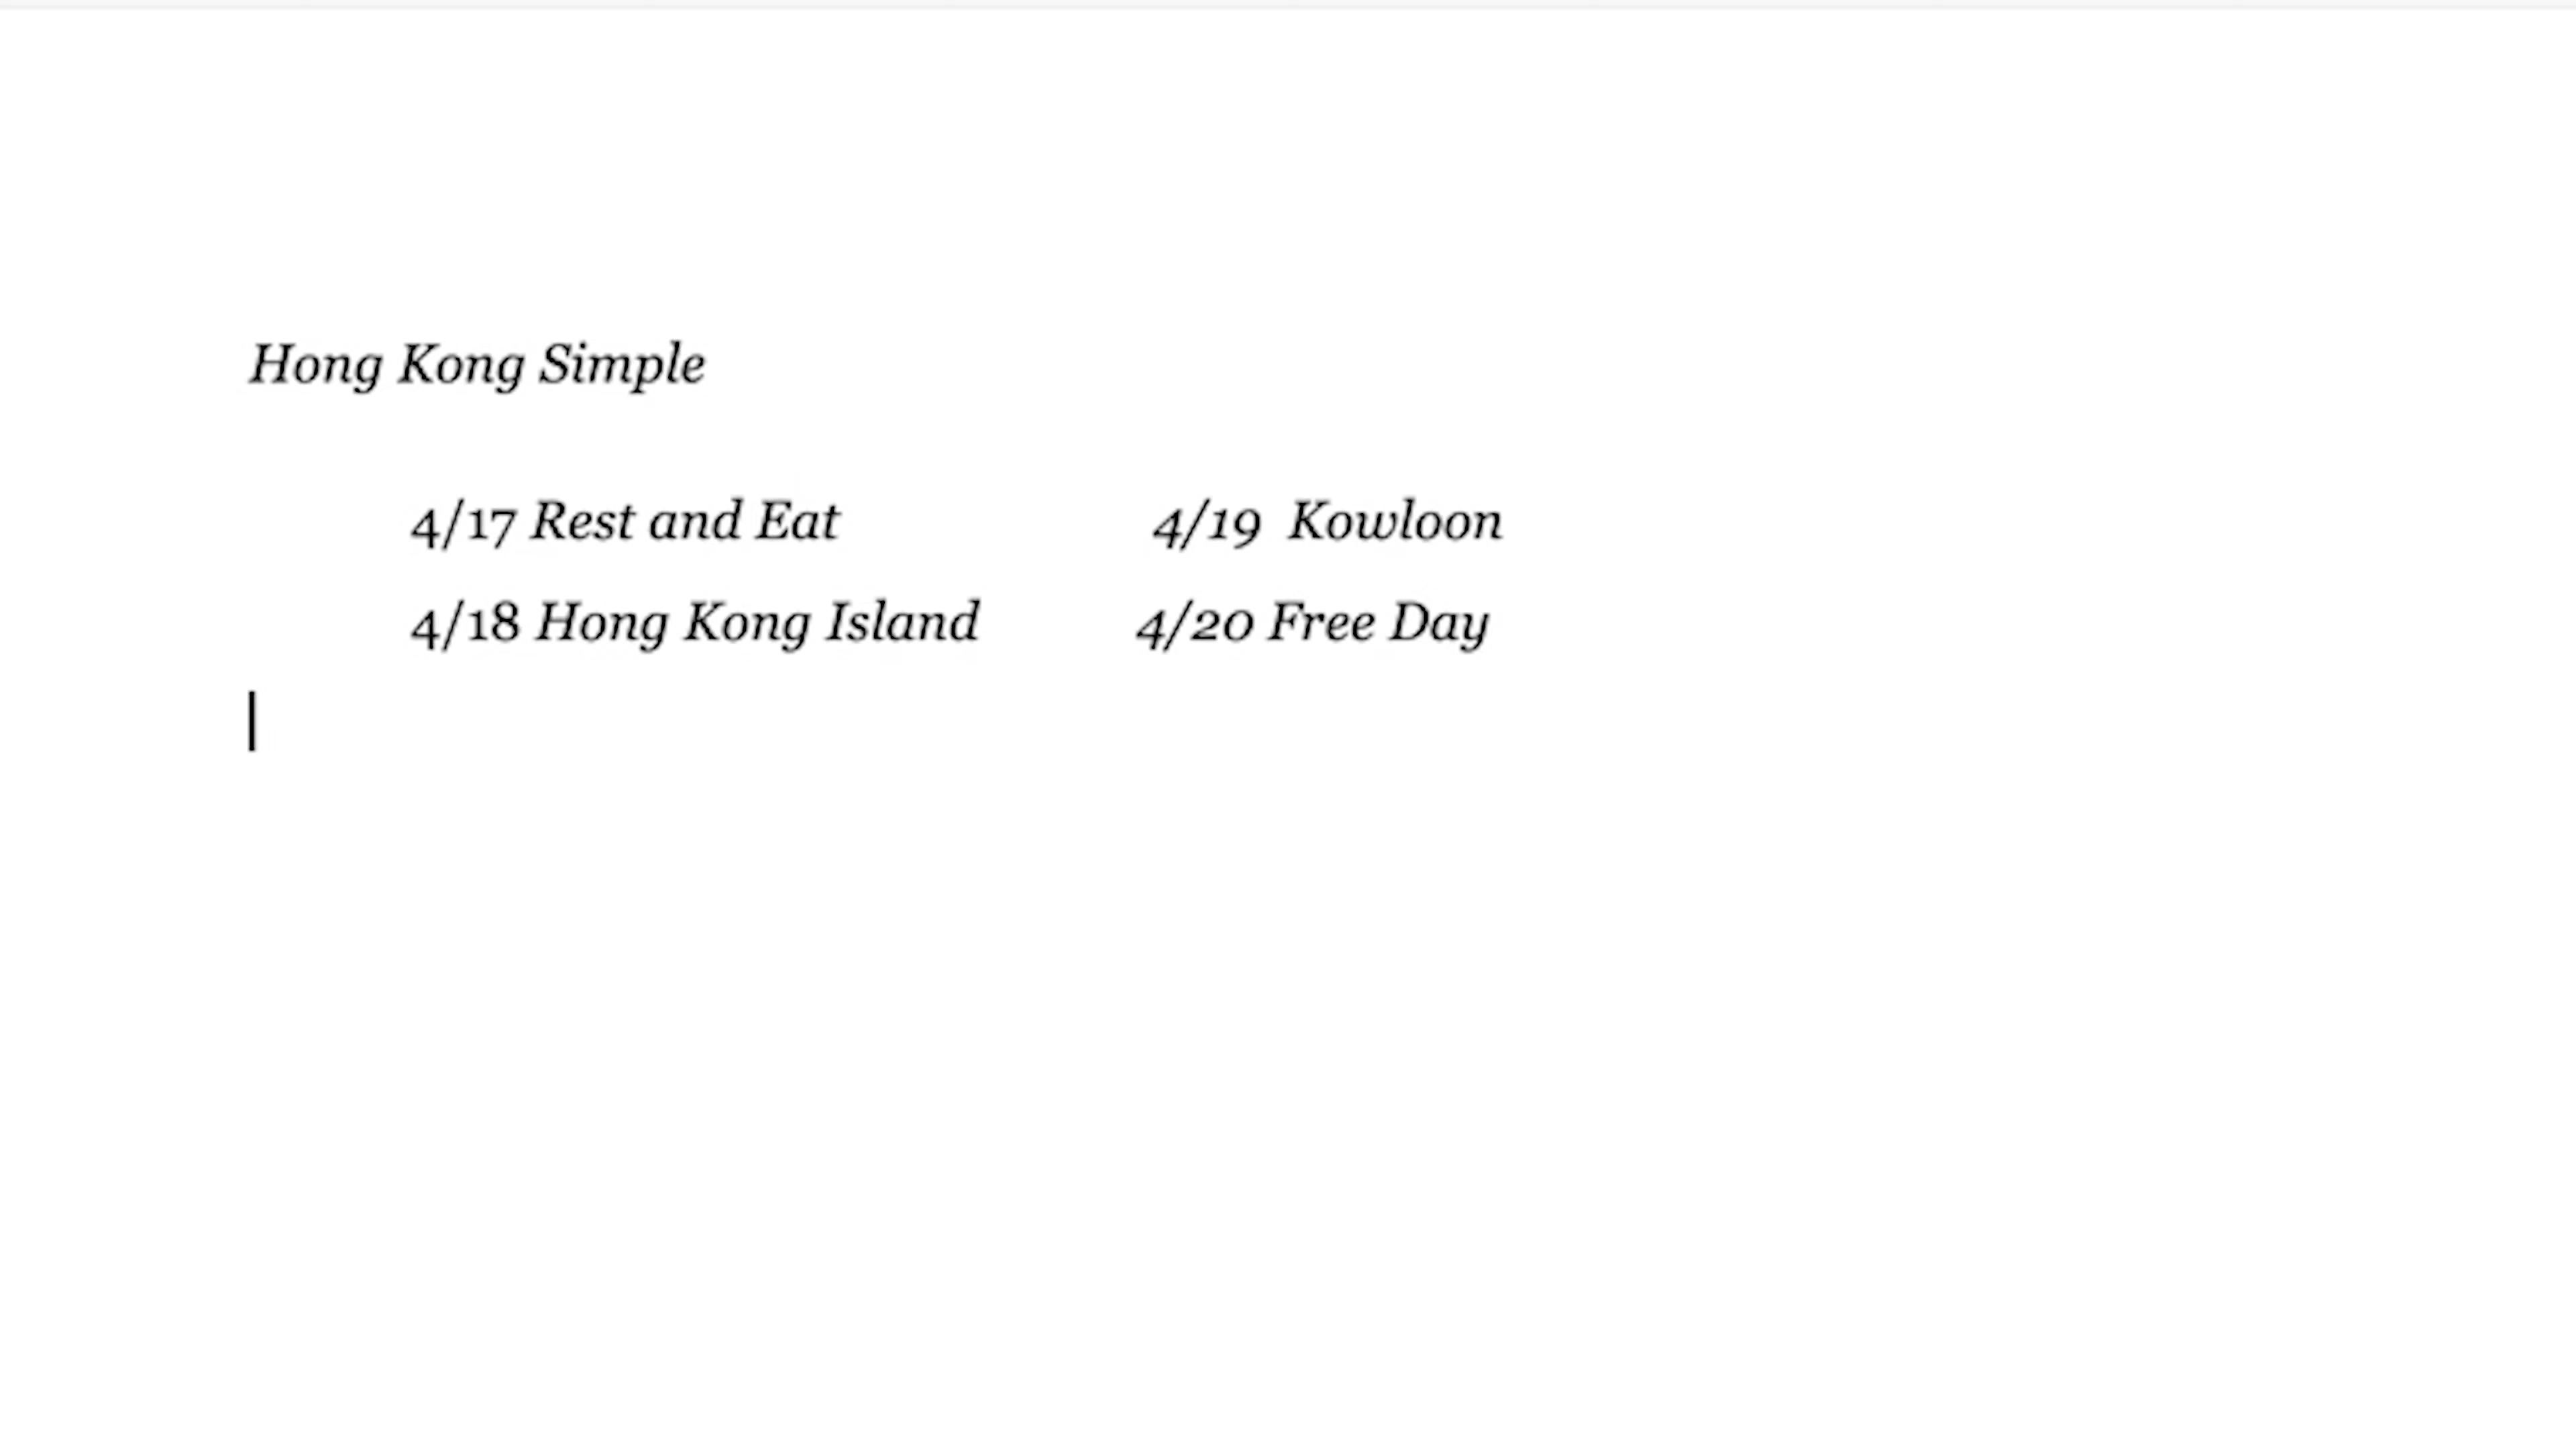 Hong Kong Simple
4/17 Rest and Eat 4/19 Kowloon
4/18 Hong Kong Island 4/20 Free Day